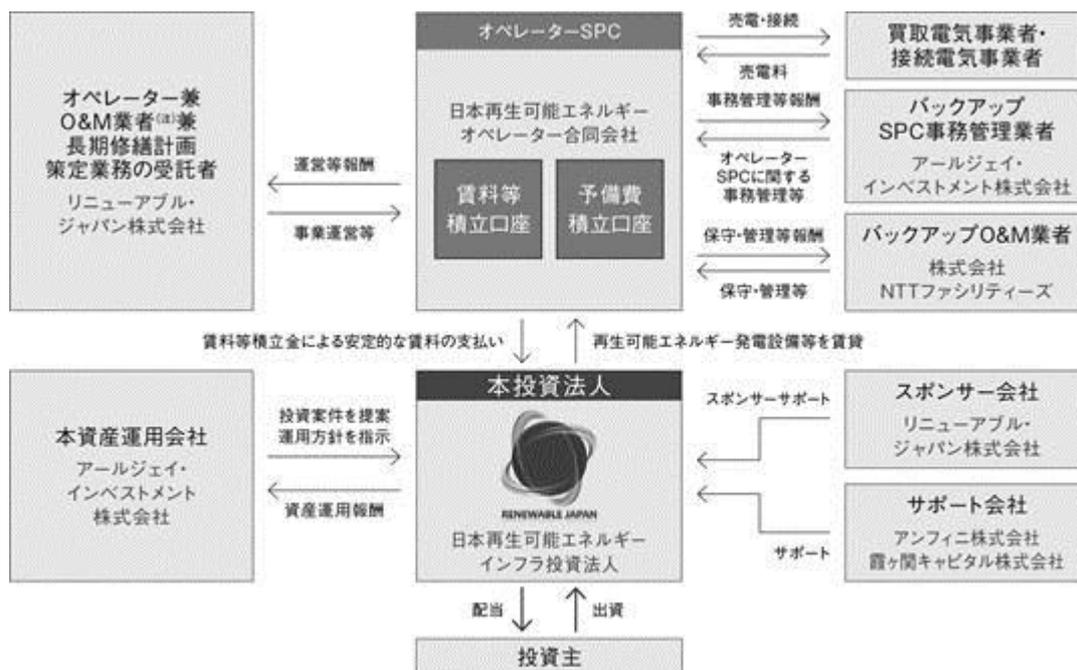 オペレーター兼
O&M業者(注)兼
長期修繕計画
策定業務の受託者
リニューアブル・
ジャパン株式会社
運営等報酬
事業運営等
オペレーターSPC
日本再生可能エネルギー
オペレーター合同会社
賃料等
積立口座
予備費
積立口座
売電・接続
売電料
買取電気事業者・
接続電気事業者
事務管理等報酬
オペレーター
SPCに関する
事務管理等
バックアップ
SPC事務管理業者
アールジェイ・
インベストメント株式会社
保守・管理等報酬
保守・管理等
バックアップO&M業者
株式会社
NTTファシリティーズ
賃料等積立金による安定的な賃料の支払い
再生可能エネルギー発電設備等を賃貸
本資産運用会社
アールジェイ・
インベストメント
株式会社
投資案件を提案
運用方針を指示
資産運用報酬
本投資法人
RENEWABLE JAPAN
日本再生可能エネルギー
インフラ投資法人
スポンサーサポート
スポンサー会社
リニューアブル・
ジャパン株式会社
サポート
サポート会社
アンフィニ株式会社
霞ヶ関キャピタル株式会社
配当
出資
投資主